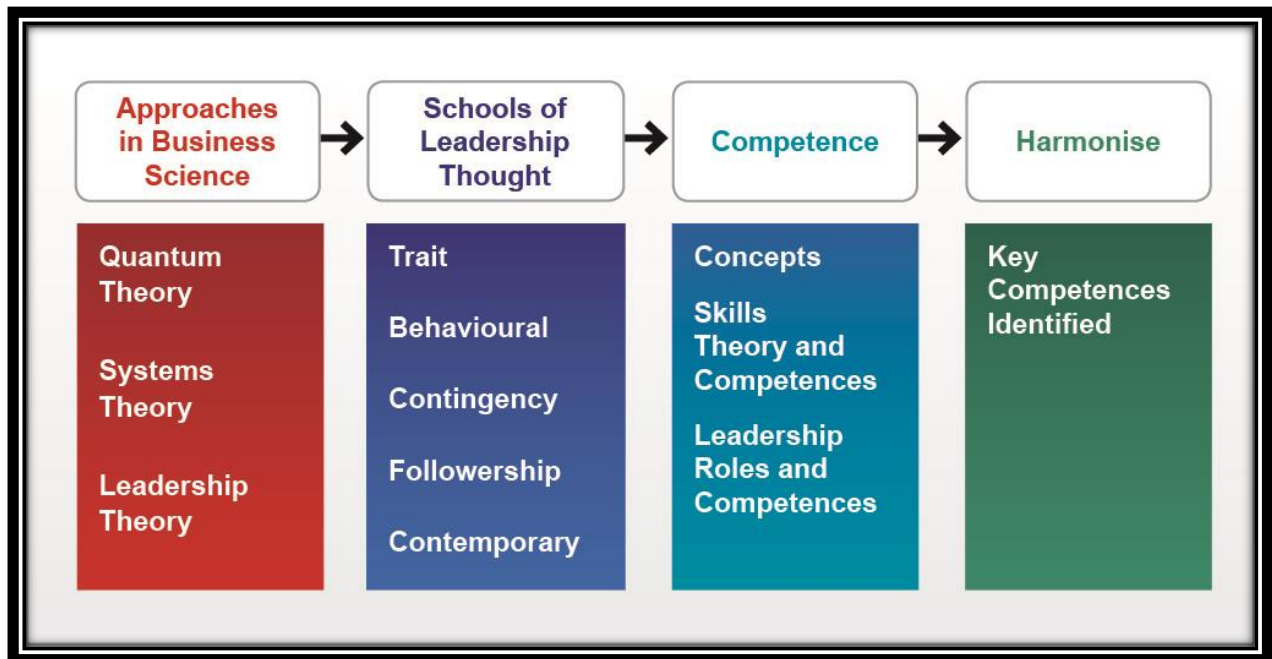 Approaches
in Business
Science
Schools of
Leadership
Thought
Competence
Harmonise
Quantum
Theory
Systems
Theory
Leadership
Theory
Trait
Behavioural
Contingency
Followership
Contemporary
Concepts
Skills
Theory and
Competences
Leadership
Roles and
Competences
Key
Competences
Identified